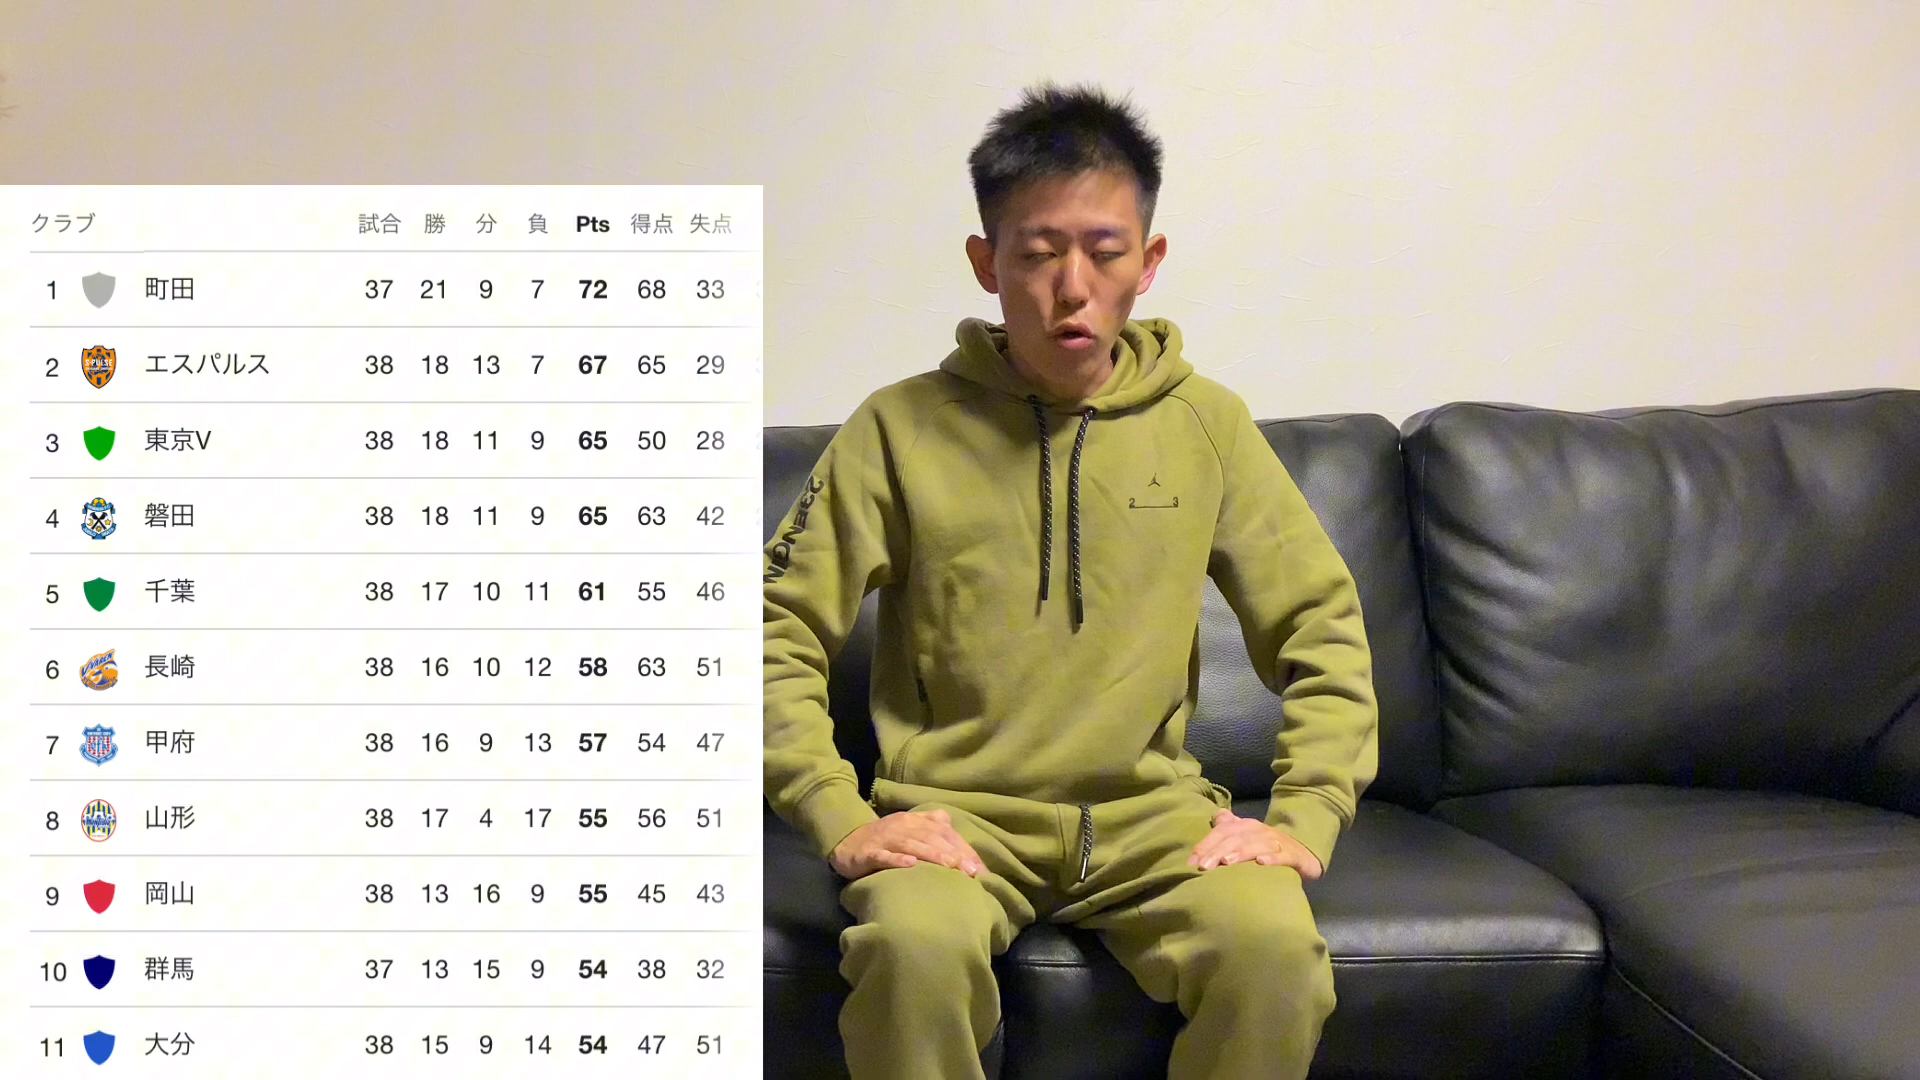 クラブ 試合 勝 分 負 Pts 得点 失点
1 町田 37 21 9 7 72 68 33
2 エスパルス 38 18 13 7 67 65 29
3 東京V 38 18 11 9 65 50 28
4 磐田 38 18 11 9 65 63 42
5 千葉 38 17 10 11 61 55 46
6 長崎 38 16 10 12 58 63 51
7 甲府 38 16 9 13 57 54 47
8 山形 38 17 4 17 55 56 51
9 岡山 38 13 16 9 55 45 43
10 群馬 37 13 15 9 54 38 32
11 大分 38 15 9 14 54 47 51
2 3
23ENGIN